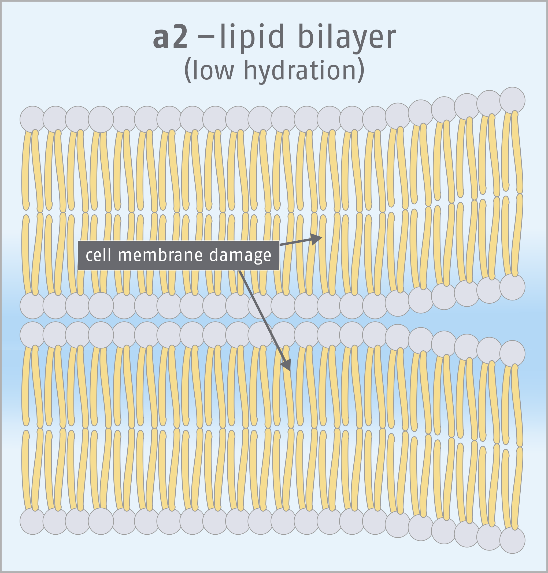 a2 – lipid bilayer
(low hydration)
cell membrane damage